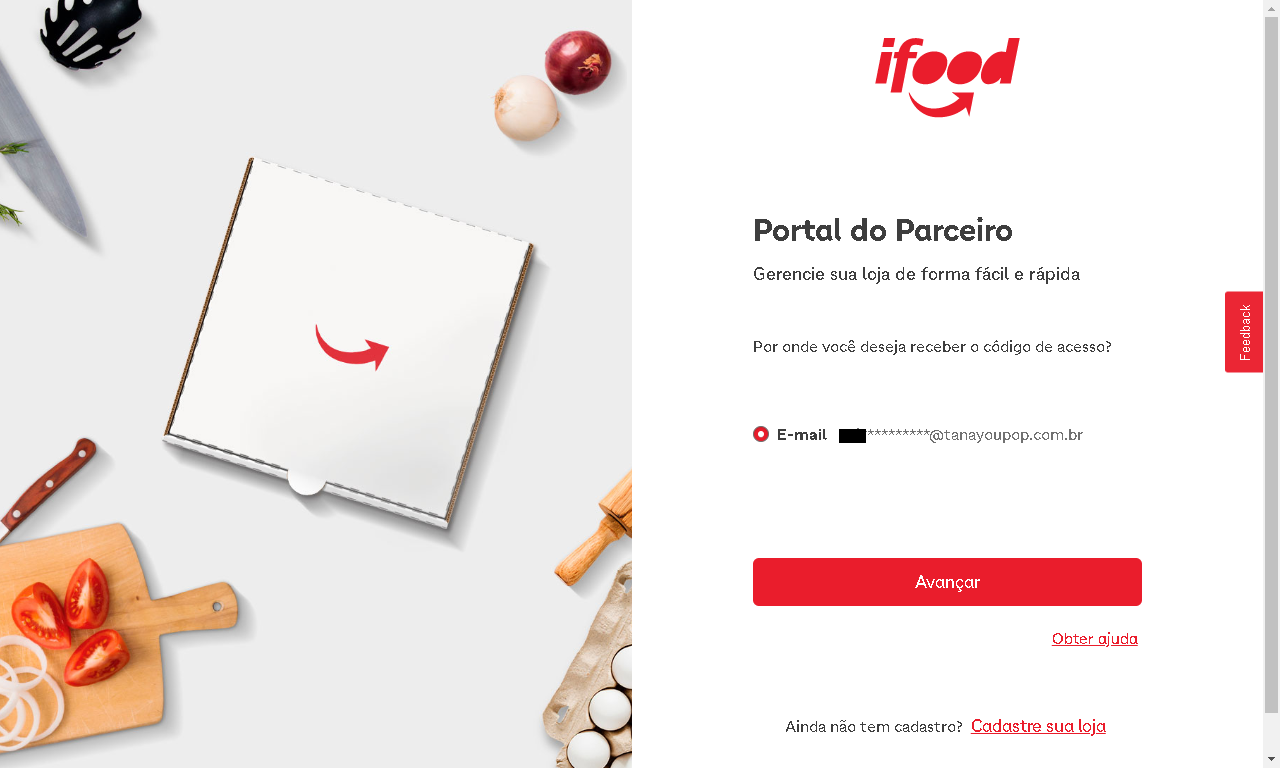 ifood
Portal do Parceiro
Gerencie sua loja de forma fácil e rápida
Feedback
Por onde você deseja receber o código de acesso?
E-mail *********@tanayoupop.com.br
Avançar
Obter ajuda
Ainda não tem cadastro? Cadastre sua loja